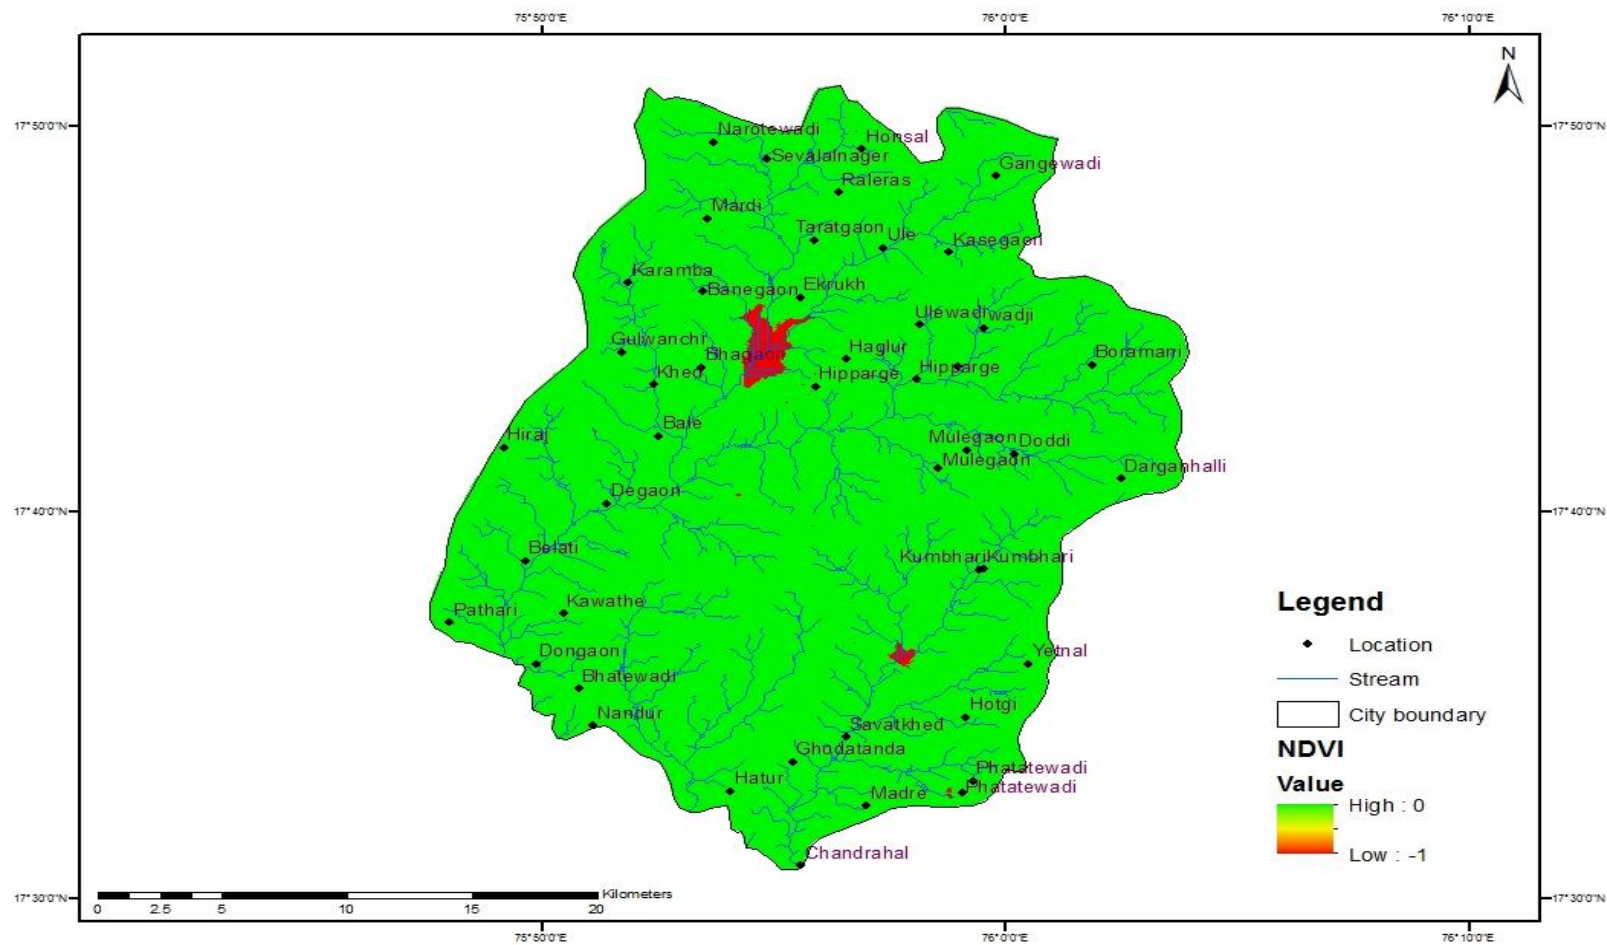 75°50'0"E
76°0'0"E
76°10'0"E
N
17°50'0"N
17°50'0"N
Narotewadi
Honsal
Sevalalnager
Gangewadi
Raleras
Mardi
Taratgaon
Ule
Kasegaon
Karamba
Banegaon
Ekrukh
Ulewadi
wadji
Gulwanchi
Bhagaon
Haglur
Boramani
Khed
Hipparge
Hipparge
Bale
Hiraj
Mulegaon
Doddi
Mulegaon
Darganhalli
Degaon
17°40'0"N
17°40'0"N
Belati
Kumbhari
Kumbhari
Kawathe
Pathari
Dongaon
Yetnal
Bhatewadi
Nandur
Hotgi
Savatkhed
Ghodatanda
Hatur
Phatatewadi
Phatatewadi
Madre
Chandrahal
Legend
Location
Stream
City boundary
NDVI
Value
High : 0
Low : -1
Kilometers
0 2.5 5 10 15 20
17°30'0"N
17°30'0"N
75°50'0"E
76°0'0"E
76°10'0"E